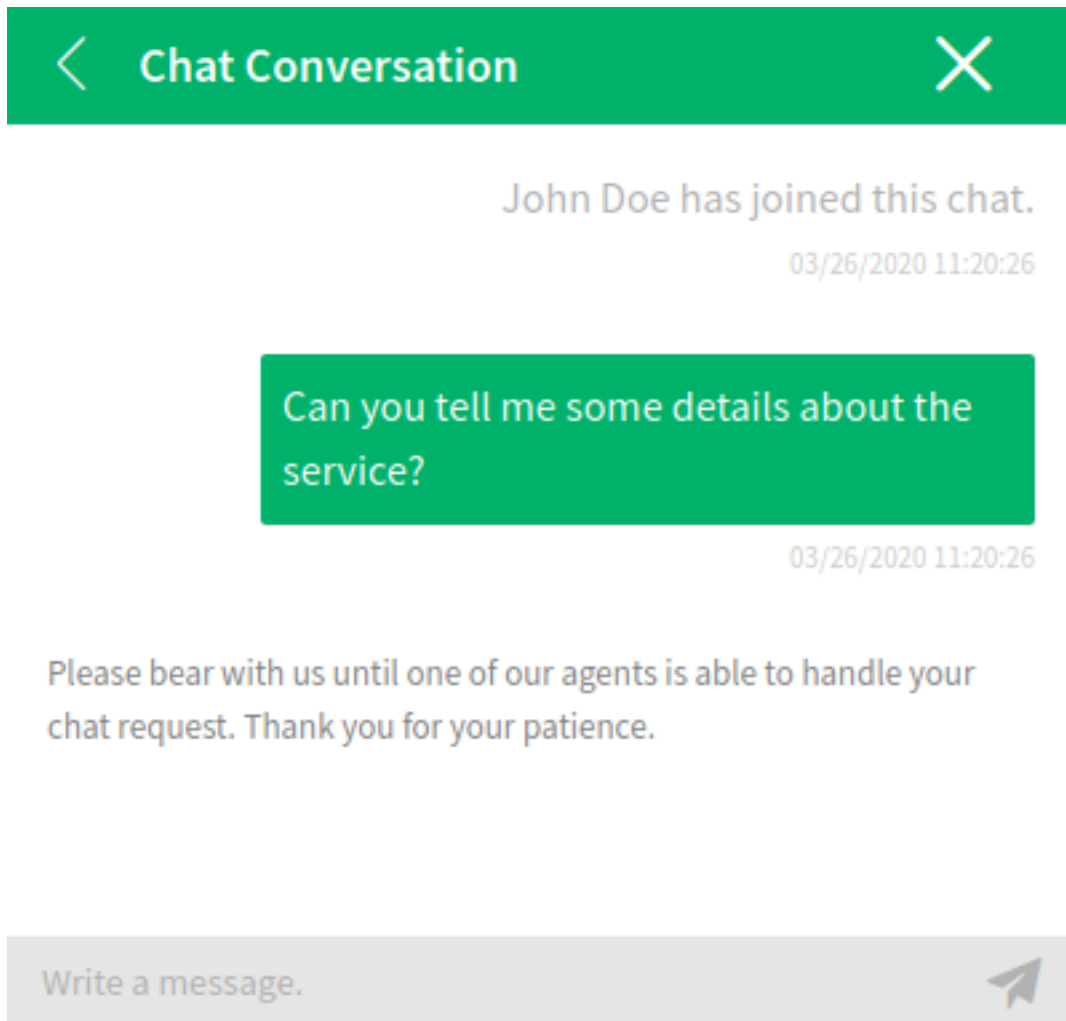 Chat Conversation
John Doe has joined this chat.
03/26/2020 11:20:26
Can you tell me some details about the
service?
03/26/2020 11:20:26
Please bear with us until one of our agents is able to handle your
chat request. Thank you for your patience.
Write a message.